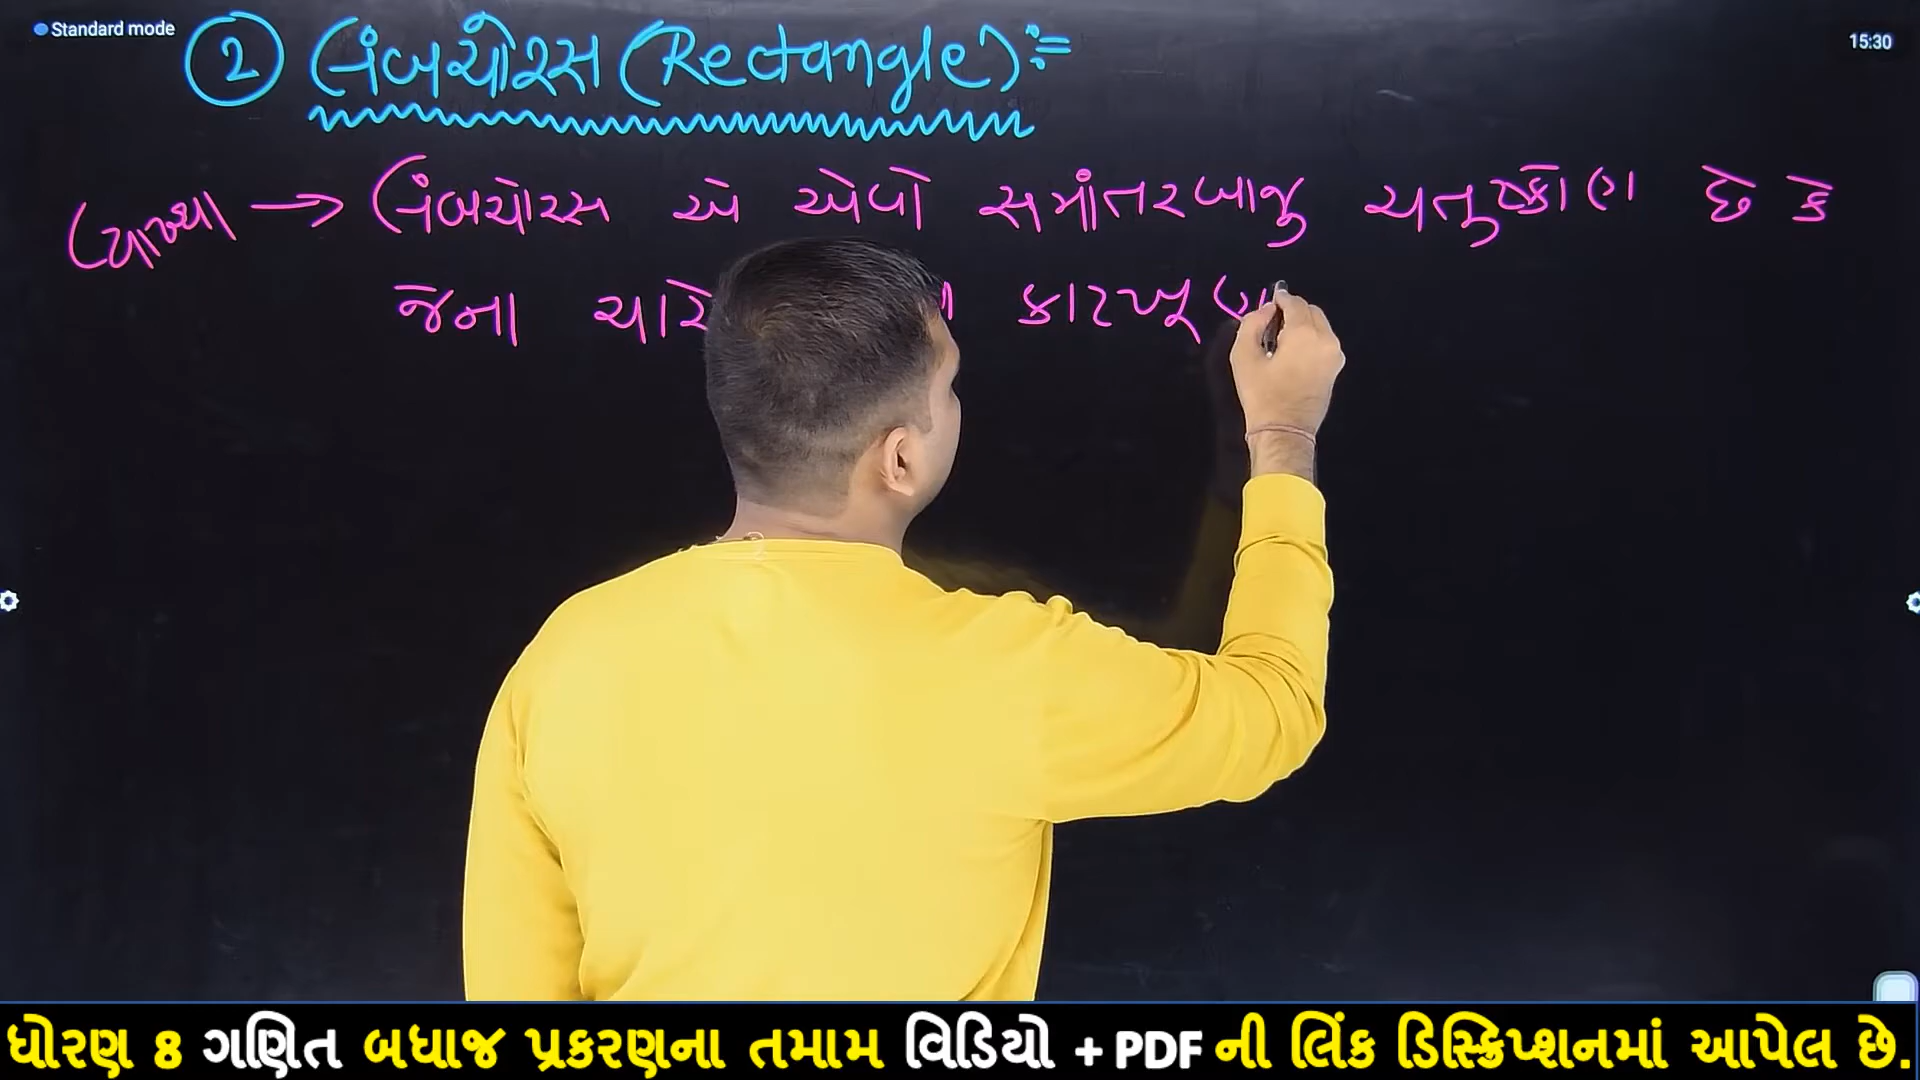 Standard mode
15:30
② લંબચોરસ (Rectangle):=
વ્યાખ્યા → લંબચોરસ એ એવો સમાંતરબાજુ ચતુષ્કોણ છે કે
જેના ચારે કાટખૂણ
ધોરણ 8 ગણિત બધાજ પ્રકરણના તમામ વિડિયો + PDF ની લિંક ડિસ્ક્રિપ્શનમાં આપેલ છે.